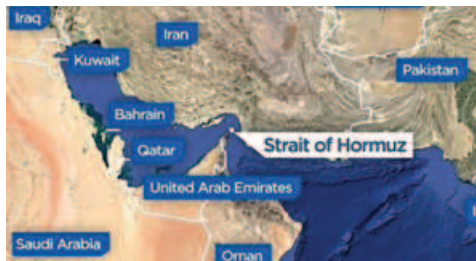 Iraq
Iran
Kuwait
Pakistan
Bahrain
Strait of Hormuz
Qatar
United Arab Emirates
Saudi Arabia
Oman